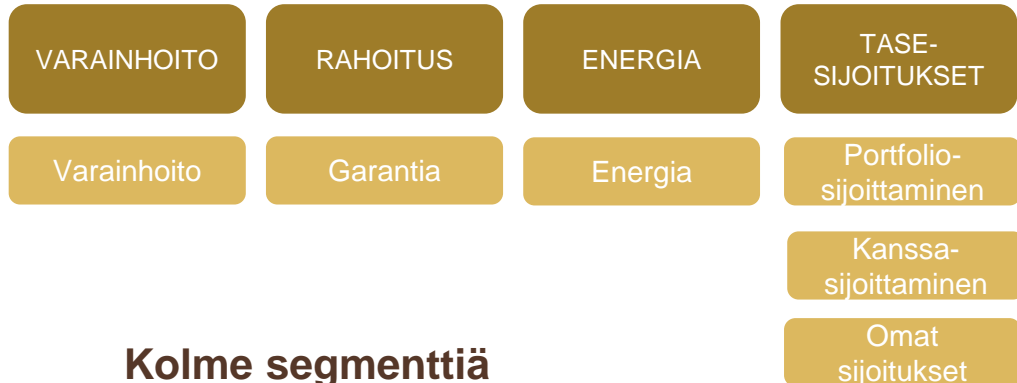 VARAINHOITO
RAHOITUS
ENERGIA
TASE-
SIJOITUKSET
Varainhoito
Garantia
Energia
Portfolio-
sijoittaminen
Kanssa-
sijoittaminen
Omat
sijoitukset
Kolme segmenttiä